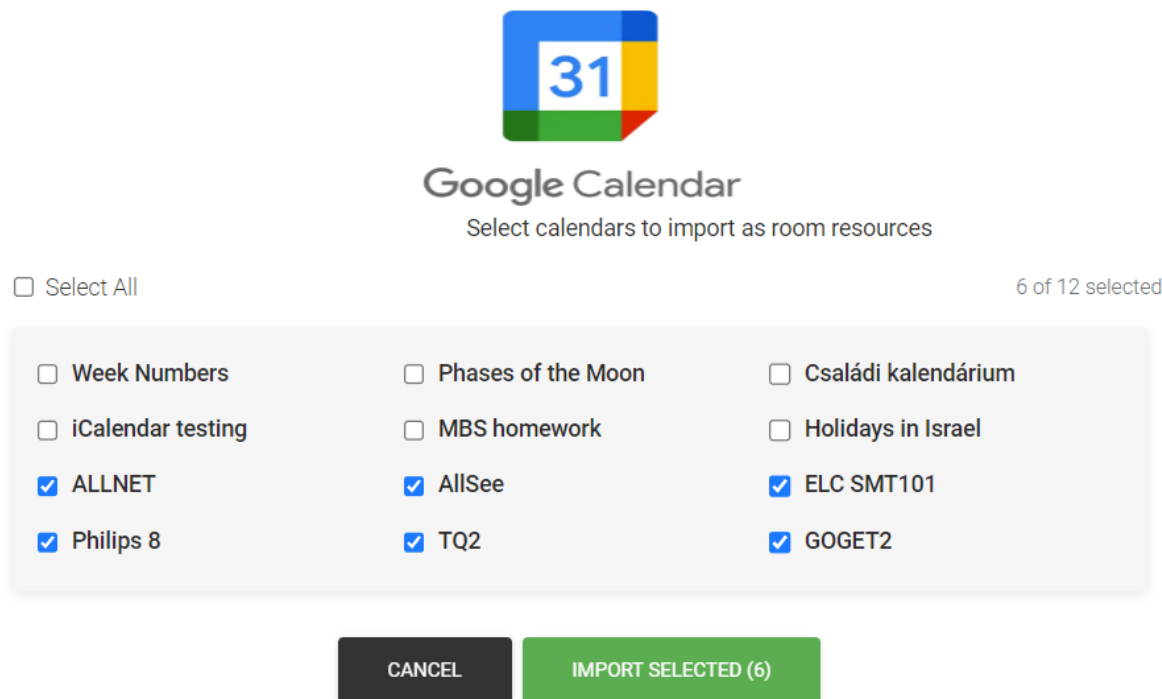 31
Google Calendar
Select calendars to import as room resources
Select All 6 of 12 selected
Week Numbers Phases of the Moon Családi kalendárium
iCalendar testing MBS homework Holidays in Israel
ALLNET AllSee ELC SMT101
Philips 8 TQ2 GOGET2
CANCEL IMPORT SELECTED (6)